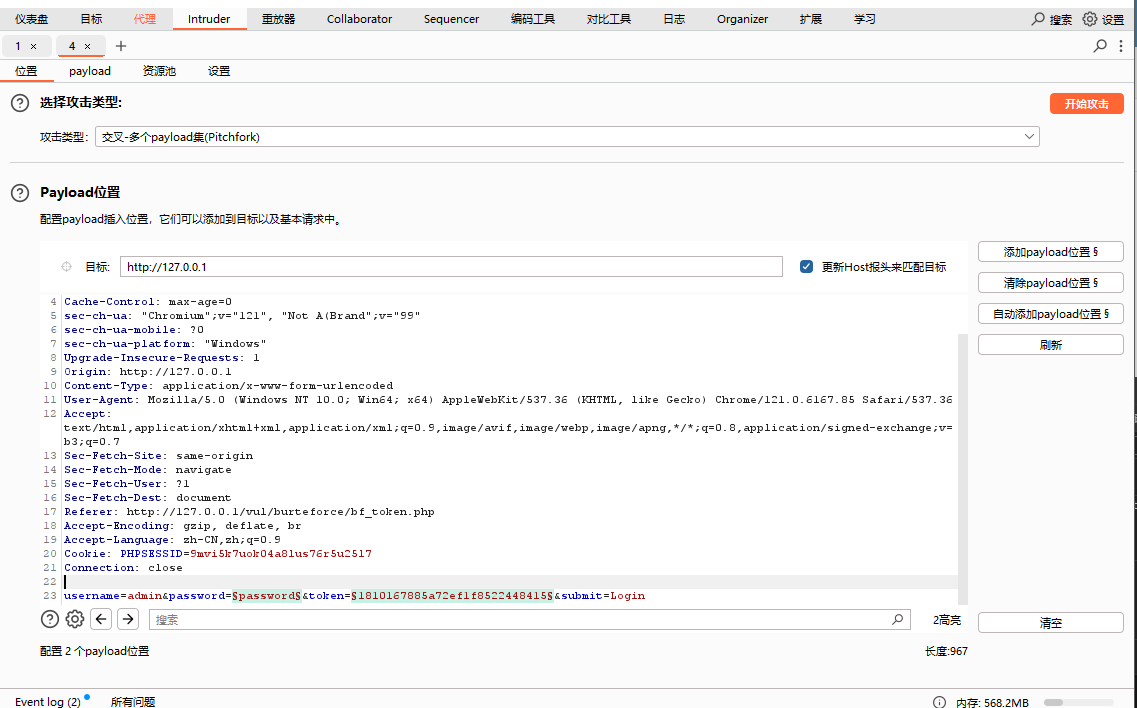 仪表盘 目标 代理 Intruder 重放器 Collaborator Sequencer 编码工具 对比工具 日志 Organizer 扩展 学习 搜索 设置
1 × 4 × +
位置 payload 资源池 设置
选择攻击类型: 开始攻击
攻击类型: 交叉-多个payload集(Pitchfork)
Payload位置
配置payload插入位置，它们可以添加到目标以及基本请求中。
目标: http://127.0.0.1 更新Host报头来匹配目标
添加payload位置 §
清除payload位置 §
自动添加payload位置 §
刷新
4 Cache-Control: max-age=0
5 sec-ch-ua: "Chromium";v="121", "Not A(Brand";v="99"
6 sec-ch-ua-mobile: ?0
7 sec-ch-ua-platform: "Windows"
8 Upgrade-Insecure-Requests: 1
9 Origin: http://127.0.0.1
10 Content-Type: application/x-www-form-urlencoded
11 User-Agent: Mozilla/5.0 (Windows NT 10.0; Win64; x64) AppleWebKit/537.36 (KHTML, like Gecko) Chrome/121.0.6167.85 Safari/537.36
12 Accept:
text/html,application/xhtml+xml,application/xml;q=0.9,image/avif,image/webp,image/apng,*/*;q=0.8,application/signed-exchange;v=
b3;q=0.7
13 Sec-Fetch-Site: same-origin
14 Sec-Fetch-Mode: navigate
15 Sec-Fetch-User: ?1
16 Sec-Fetch-Dest: document
17 Referer: http://127.0.0.1/vul/burteforce/bf_token.php
18 Accept-Encoding: gzip, deflate, br
19 Accept-Language: zh-CN,zh;q=0.9
20 Cookie: PHPSESSID=9mvi5k7uok04a8lus76r5u2517
21 Connection: close
22
23 username=admin&password=§password§&token=§1810167885a72ef1f8522448415§&submit=Login
搜索 2高亮 清空
配置 2 个payload位置 长度:967
Event log (2) 所有问题 内存: 568.2MB